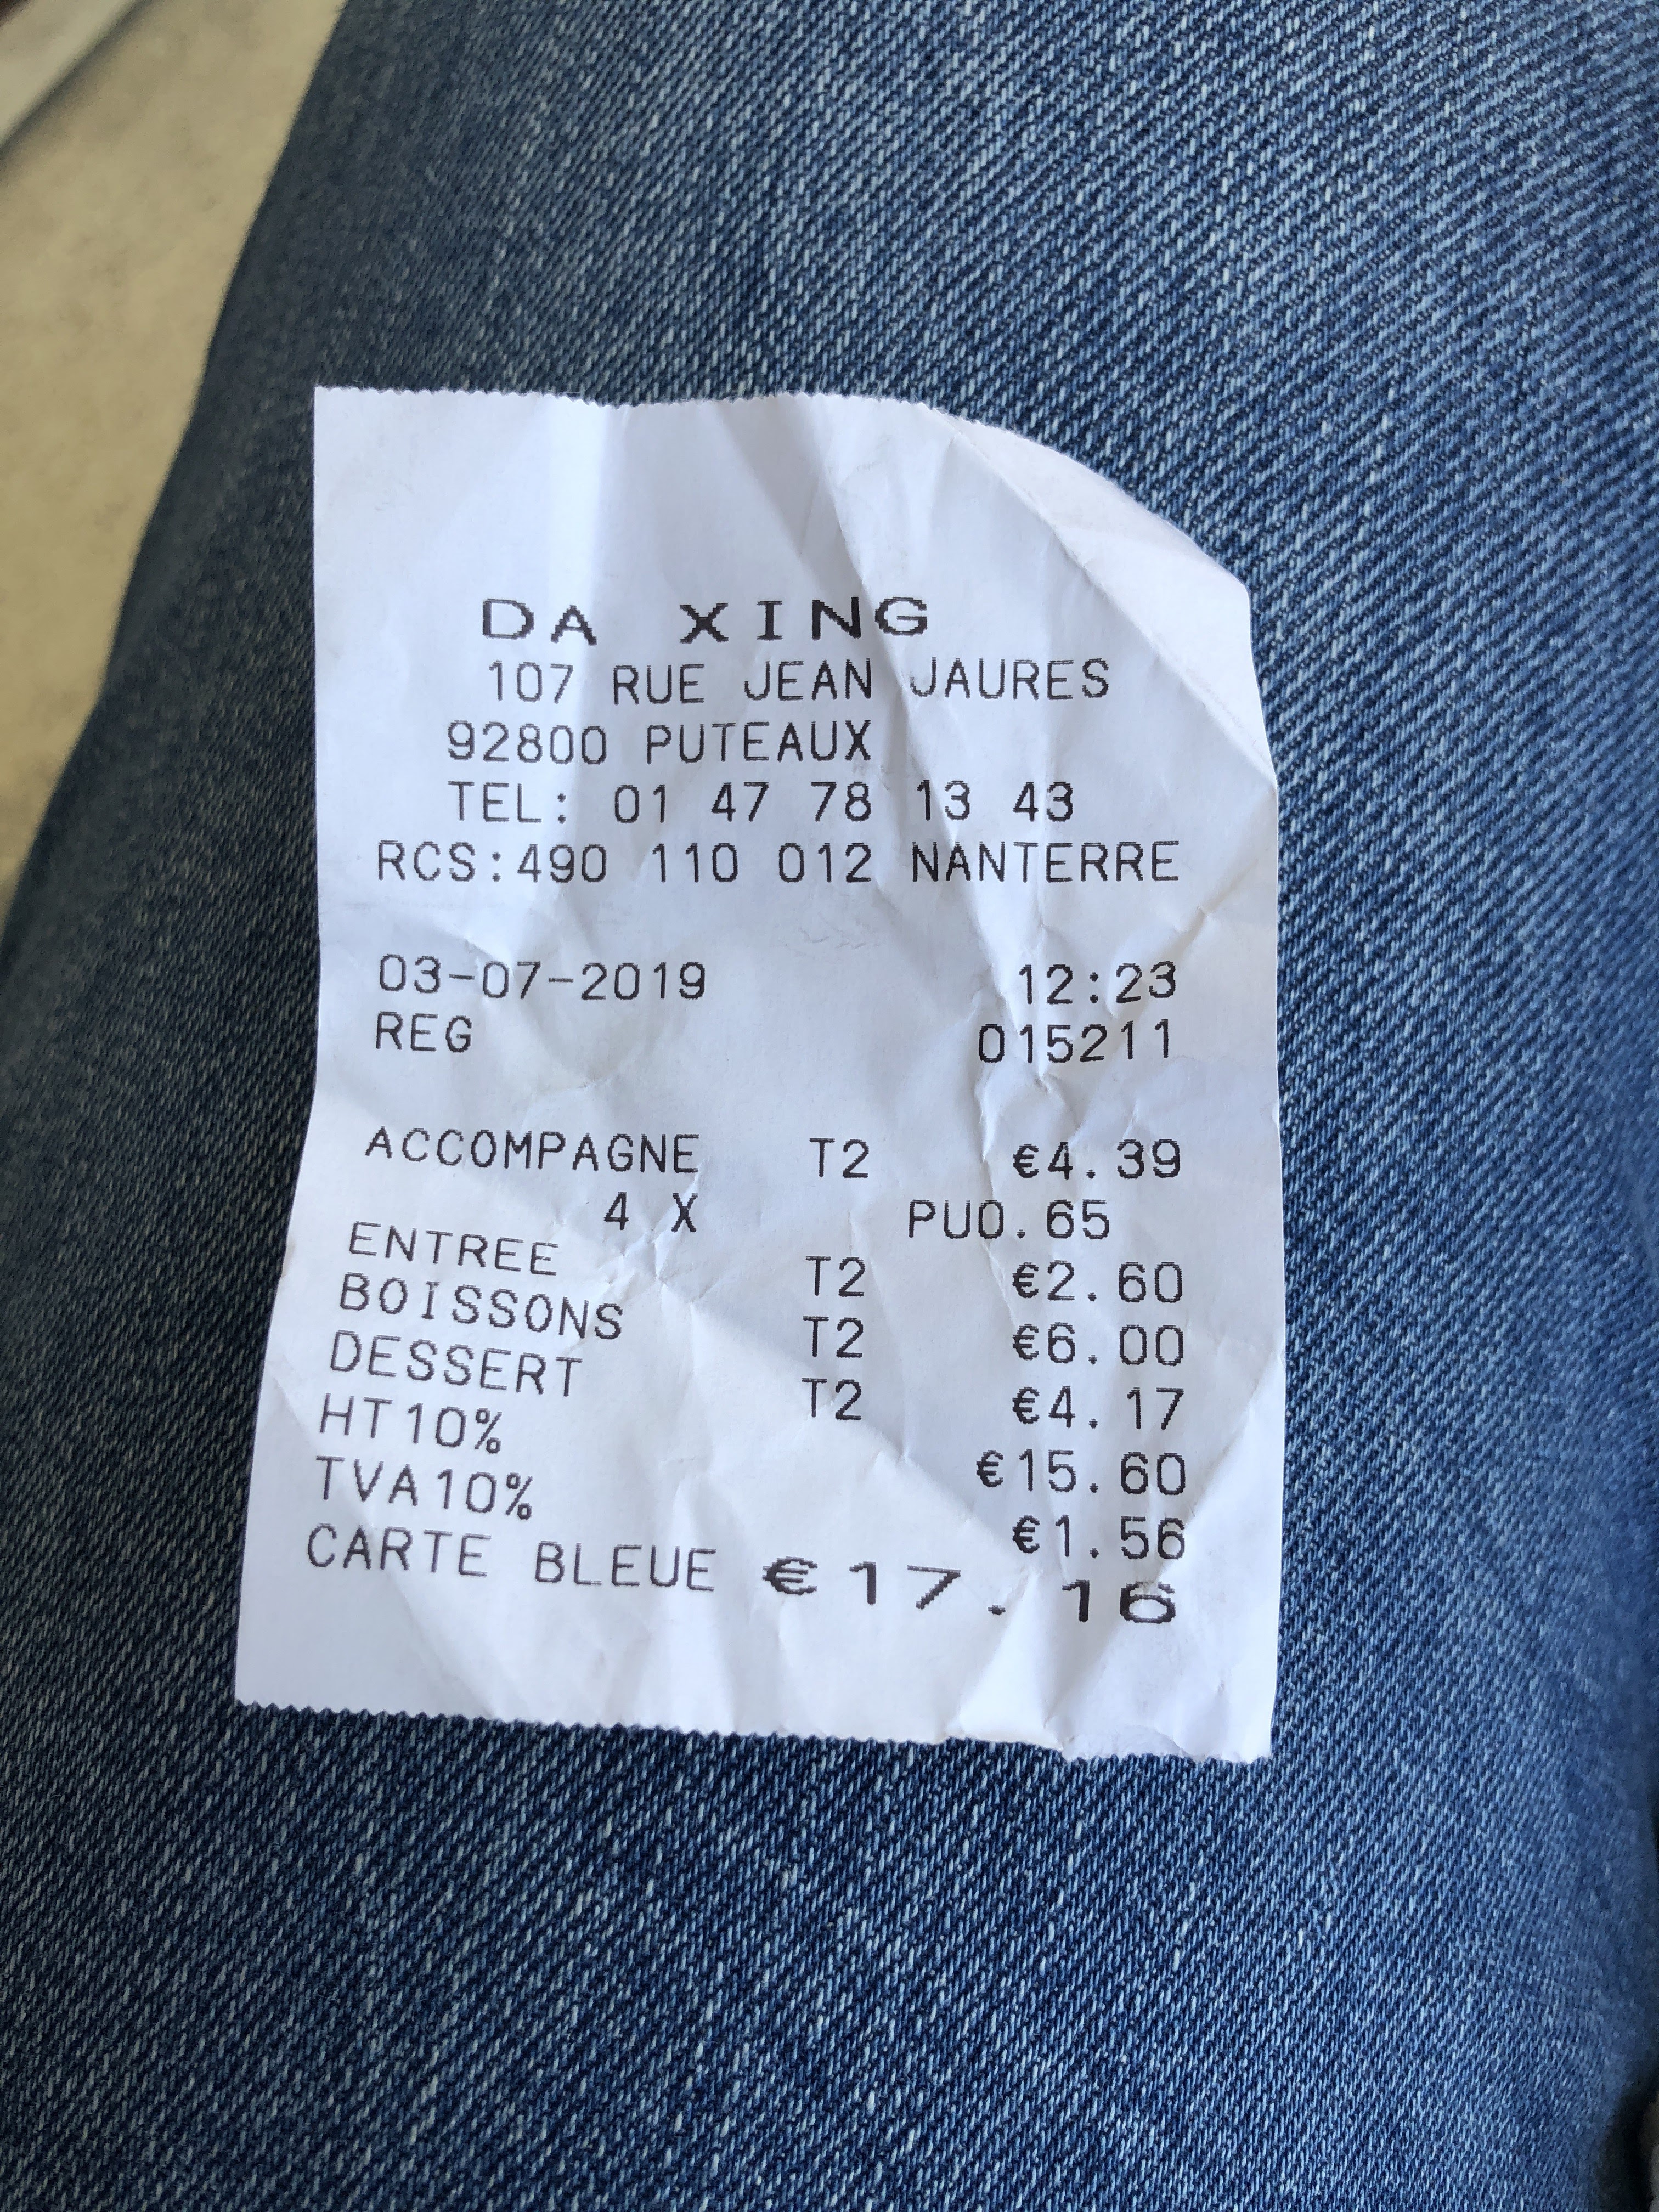 DA XING
107 RUE JEAN JAURES
92800 PUTEAUX
TEL: 01 47 78 13 43
RCS:490 110 012 NANTERRE
03-07-2019 12:23
REG 015211
ACCOMPAGNE T2 €4.39
4 X PU0.65
ENTREE T2 €2.60
BOISSONS T2 €6.00
DESSERT T2 €4.17
HT10% €15.60
TVA10% €1.56
CARTE BLEUE €17.16